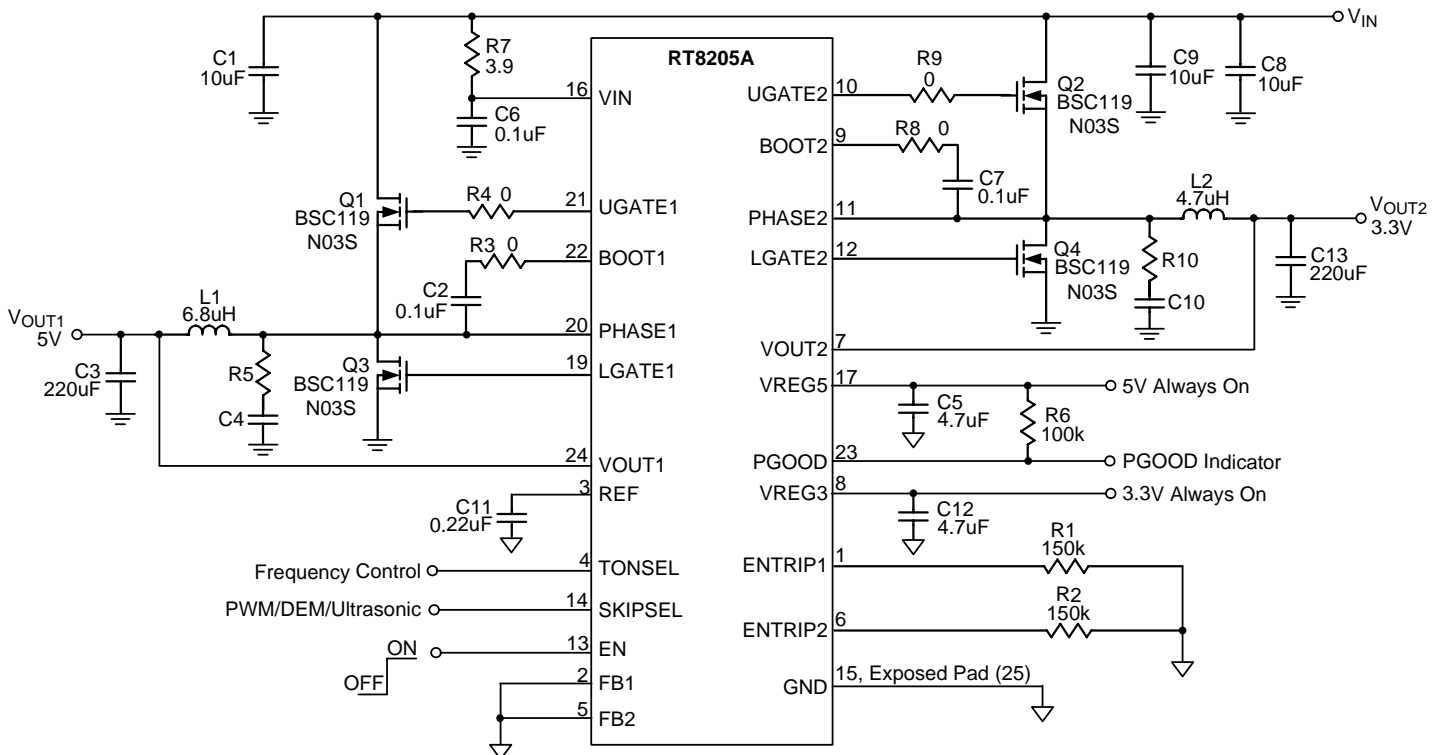 V_IN
RT8205A
C1
10uF
R7
3.9
16
VIN
C6
0.1uF
UGATE2
10
R9
0
Q2
BSC119
N03S
C9
10uF
C8
10uF
BOOT2
9
R8 0
C7
0.1uF
Q1
BSC119
N03S
R4 0
21
UGATE1
PHASE2
11
L2
4.7uH
V_OUT2
3.3V
R3 0
22
BOOT1
LGATE2
12
Q4
BSC119
N03S
R10
C13
220uF
C2
0.1uF
C10
V_OUT1
5V
L1
6.8uH
20
PHASE1
VOUT2
7
C3
220uF
R5
C4
Q3
BSC119
N03S
19
LGATE1
VREG5
17
5V Always On
C5
4.7uF
R6
100k
24
VOUT1
PGOOD
23
PGOOD Indicator
3
REF
VREG3
8
3.3V Always On
C11
0.22uF
C12
4.7uF
Frequency Control
4
TONSEL
ENTRIP1
1
R1
150k
PWM/DEM/Ultrasonic
14
SKIPSEL
ENTRIP2
6
R2
150k
ON
OFF
13
EN
2
FB1
GND
15, Exposed Pad (25)
5
FB2